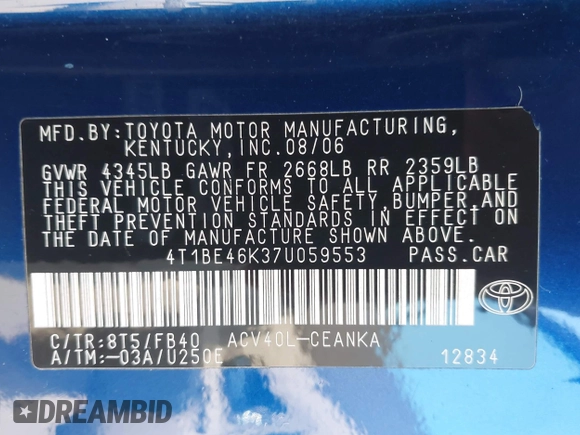 MFD.BY:TOYOTA MOTOR MANUFACTURING,
KENTUCKY,INC.08/06
GVWR 4345LB GAWR FR 2668LB RR 2359LB
THIS VEHICLE CONFORMS TO ALL APPLICABLE
FEDERAL MOTOR VEHICLE SAFETY,BUMPER,AND
THEFT PREVENTION STANDARDS IN EFFECT ON
THE DATE OF MANUFACTURE SHOWN ABOVE.
4T1BE46K37U059553 PASS.CAR
C/TR:8T5/FB40 ACV40L-CEANKA
A/TM:-03A/U250E 12834
DREAMBID